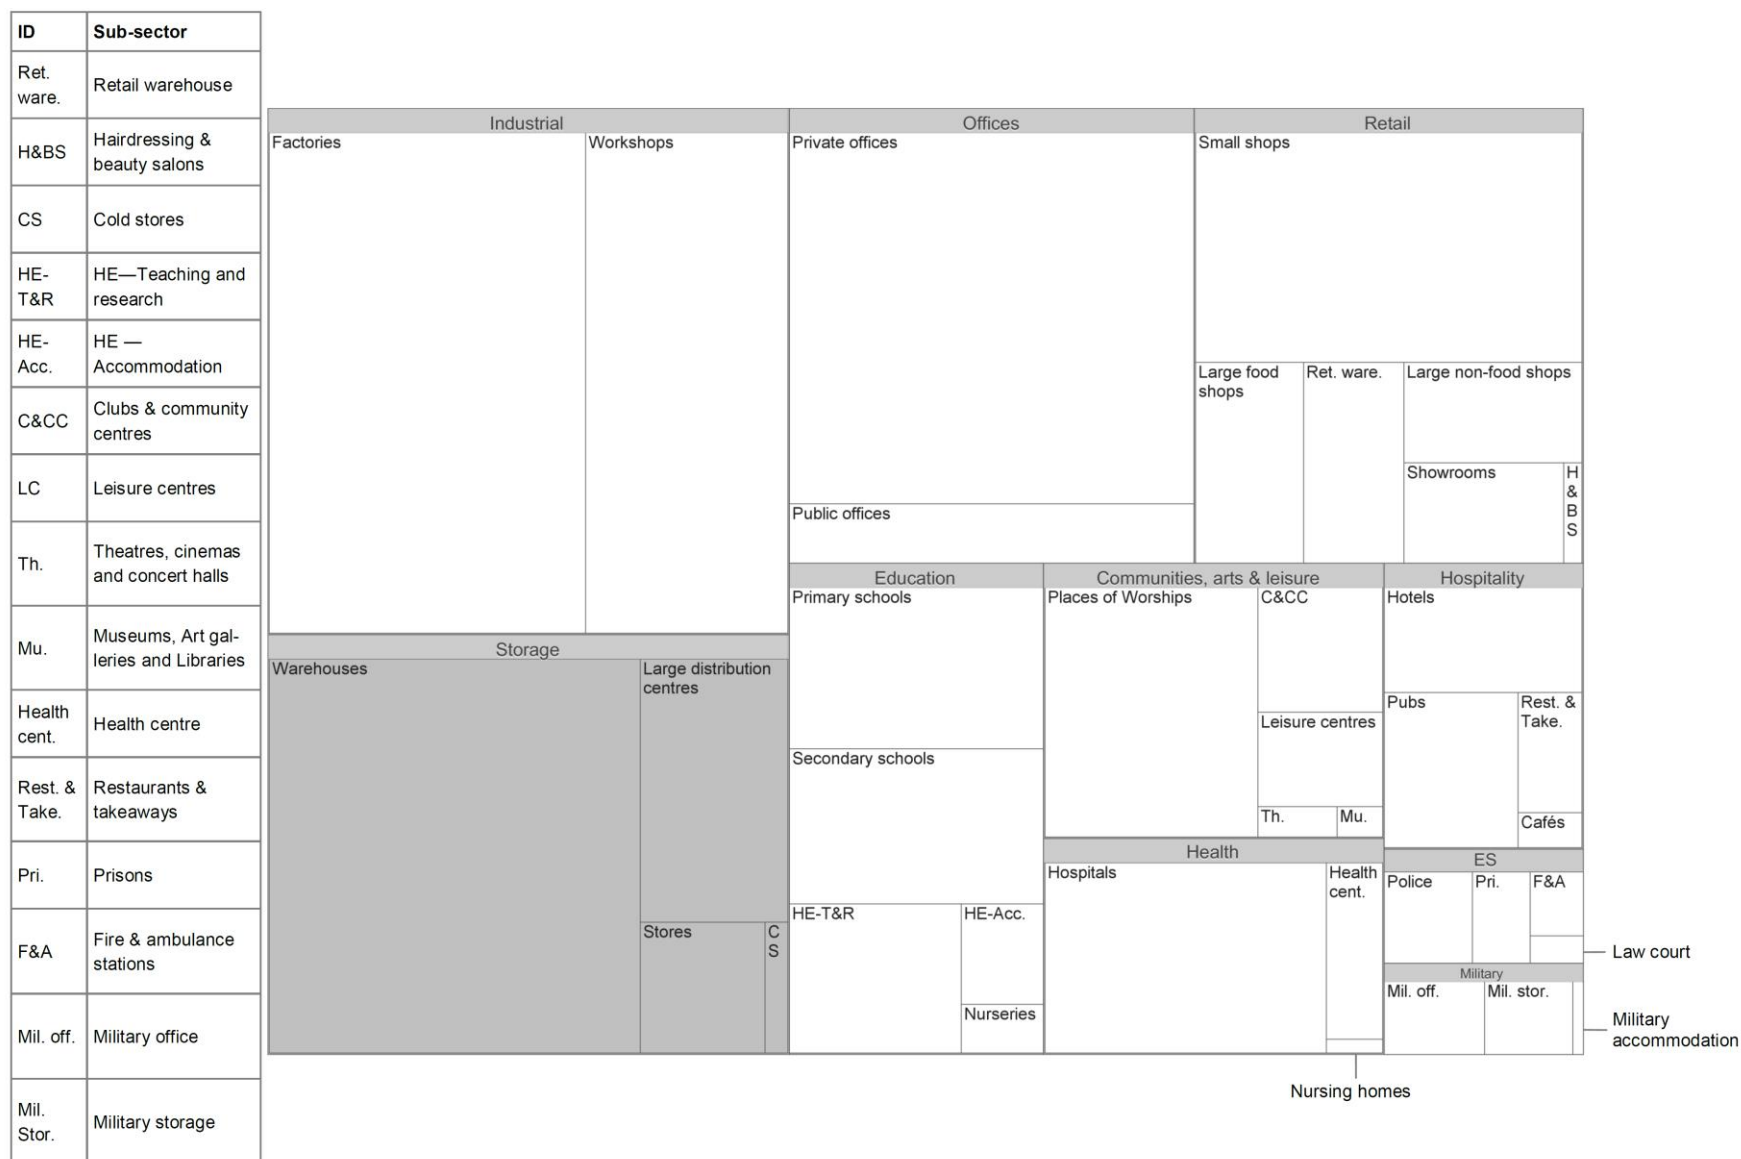 ID Sub-sector
Ret.
ware.
Retail warehouse
H&BS
Hairdressing &
beauty salons
CS
Cold stores
HE-
T&R
HE—Teaching and
research
HE-
Acc.
HE —
Accommodation
C&CC
Clubs & community
centres
LC
Leisure centres
Th.
Theatres, cinemas
and concert halls
Mu.
Museums, Art gal-
leries and Libraries
Health
cent.
Health centre
Rest. &
Take.
Restaurants &
takeaways
Pri.
Prisons
F&A
Fire & ambulance
stations
Mil. off.
Military office
Mil.
Stor.
Military storage
Industrial
Factories
Workshops
Storage
Warehouses
Large distribution
centres
Stores
C
S
Offices
Private offices
Public offices
Retail
Small shops
Large food
shops
Ret. ware.
Large non-food shops
Showrooms
H
&
B
S
Education
Primary schools
Secondary schools
HE-T&R
HE-Acc.
Nurseries
Communities, arts & leisure
Places of Worships
C&CC
Leisure centres
Th.
Mu.
Health
Hospitals
Health
cent.
Nursing homes
Hospitality
Hotels
Pubs
Rest. &
Take.
Cafés
ES
Police
Pri.
F&A
Law court
Military
Mil. off.
Mil. stor.
Military
accommodation